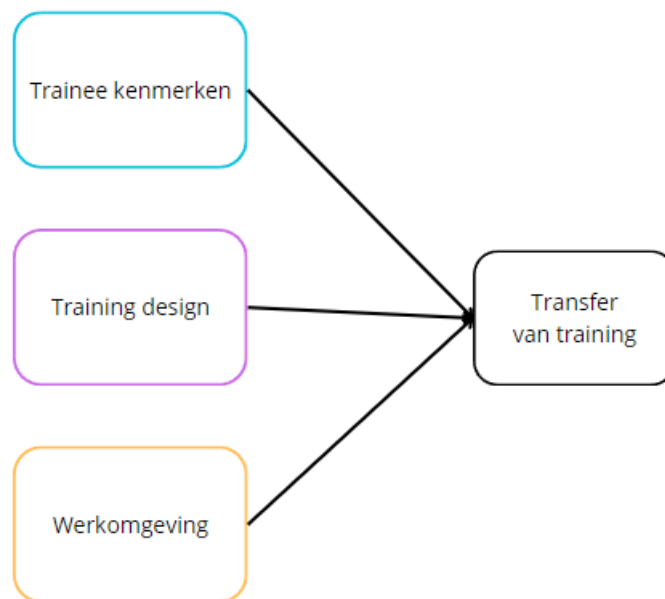 Trainee kenmerken
Training design
Transfer
van training
Werkomgeving